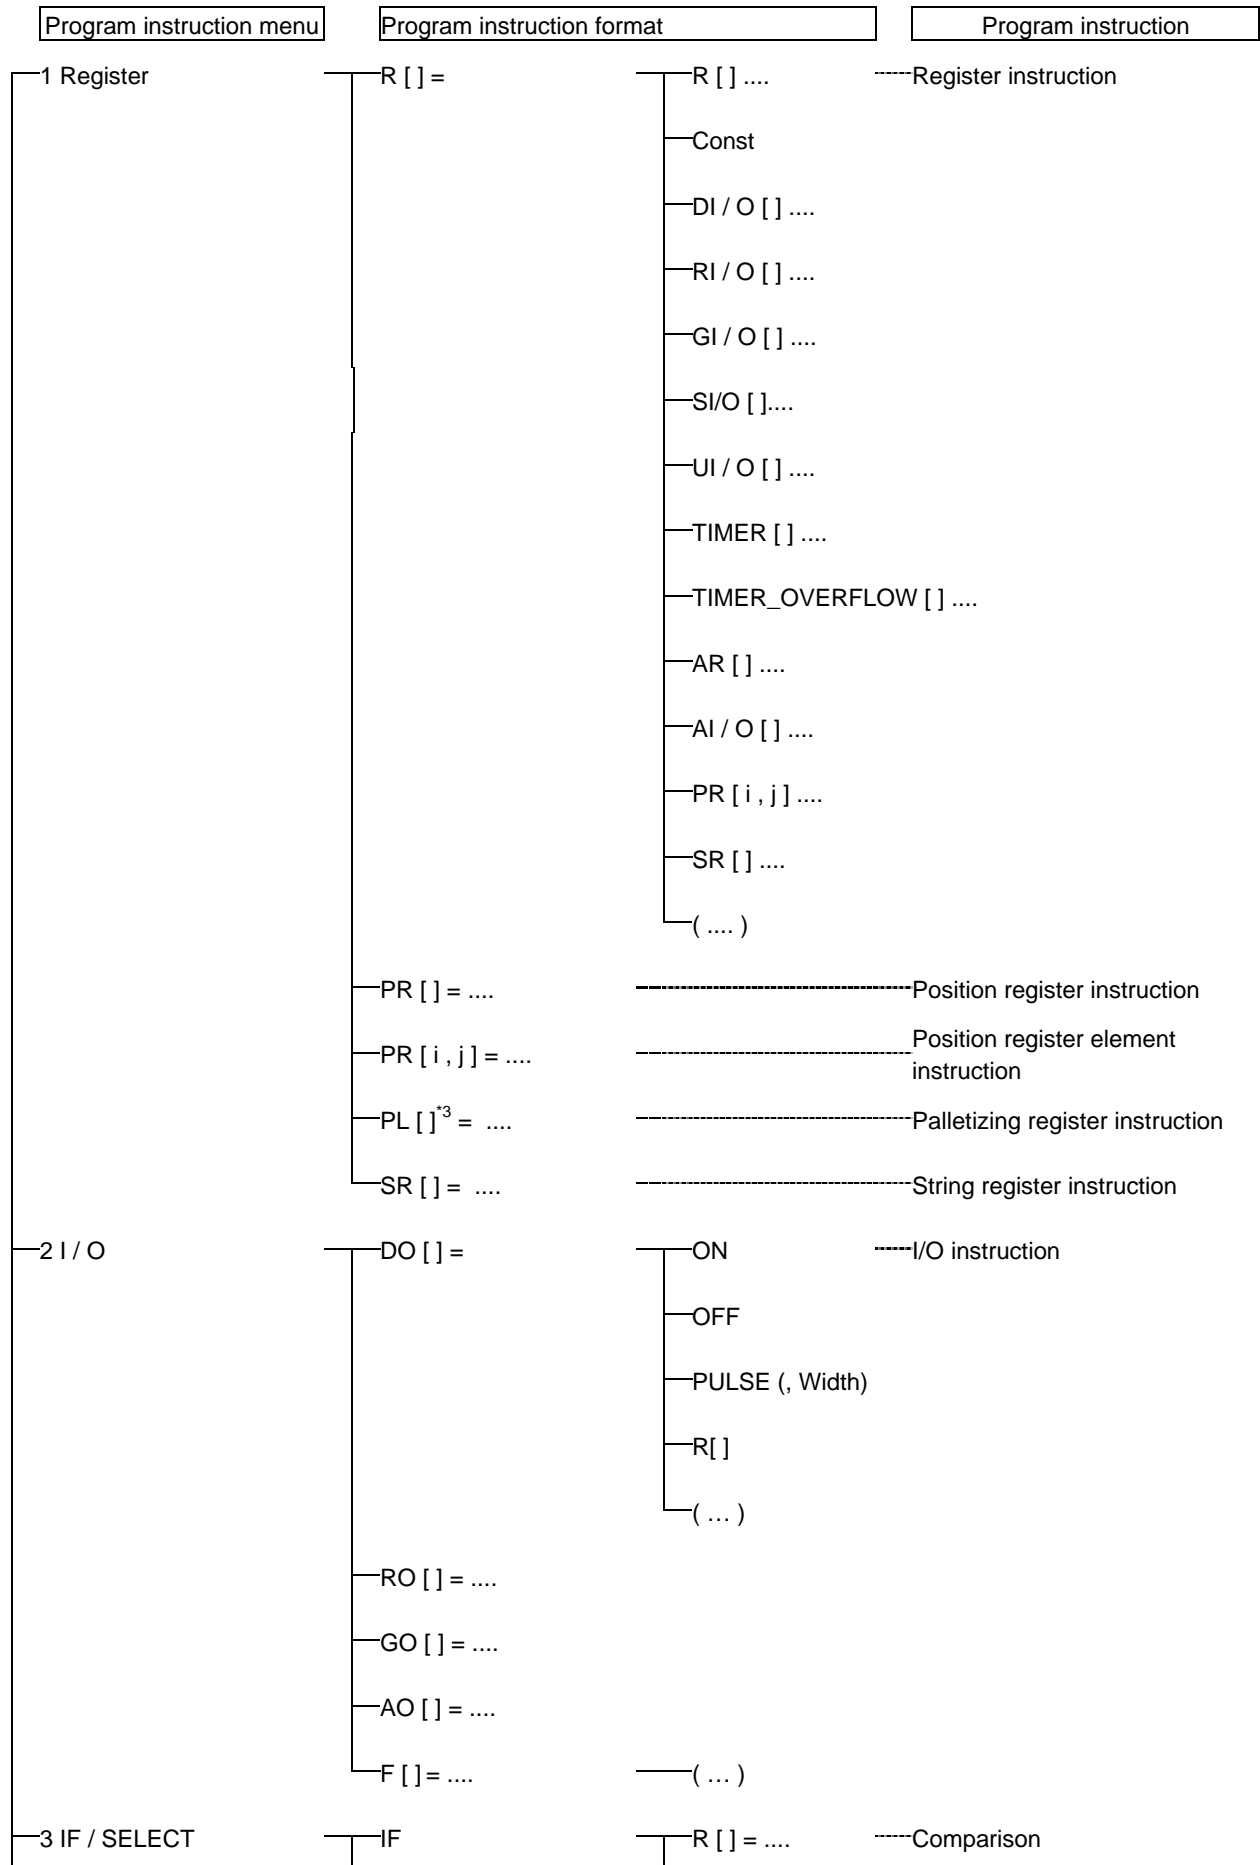 Program instruction menu Program instruction format Program instruction
1 Register R [ ] = R [ ] .... Register instruction
Const
DI / O [ ] ....
RI / O [ ] ....
GI / O [ ] ....
SI/O [ ]....
UI / O [ ] ....
TIMER [ ] ....
TIMER_OVERFLOW [ ] ....
AR [ ] ....
AI / O [ ] ....
PR [ i , j ] ....
SR [ ] ....
( .... )
PR [ ] = .... Position register instruction
PR [ i , j ] = .... Position register element
instruction
PL [ ]*3 = .... Palletizing register instruction
SR [ ] = .... String register instruction
2 I / O DO [ ] = ON I/O instruction
OFF
PULSE (, Width)
R[ ]
( … )
RO [ ] = ....
GO [ ] = ....
AO [ ] = ....
F [ ] = .... ( … )
3 IF / SELECT IF R [ ] = .... Comparison